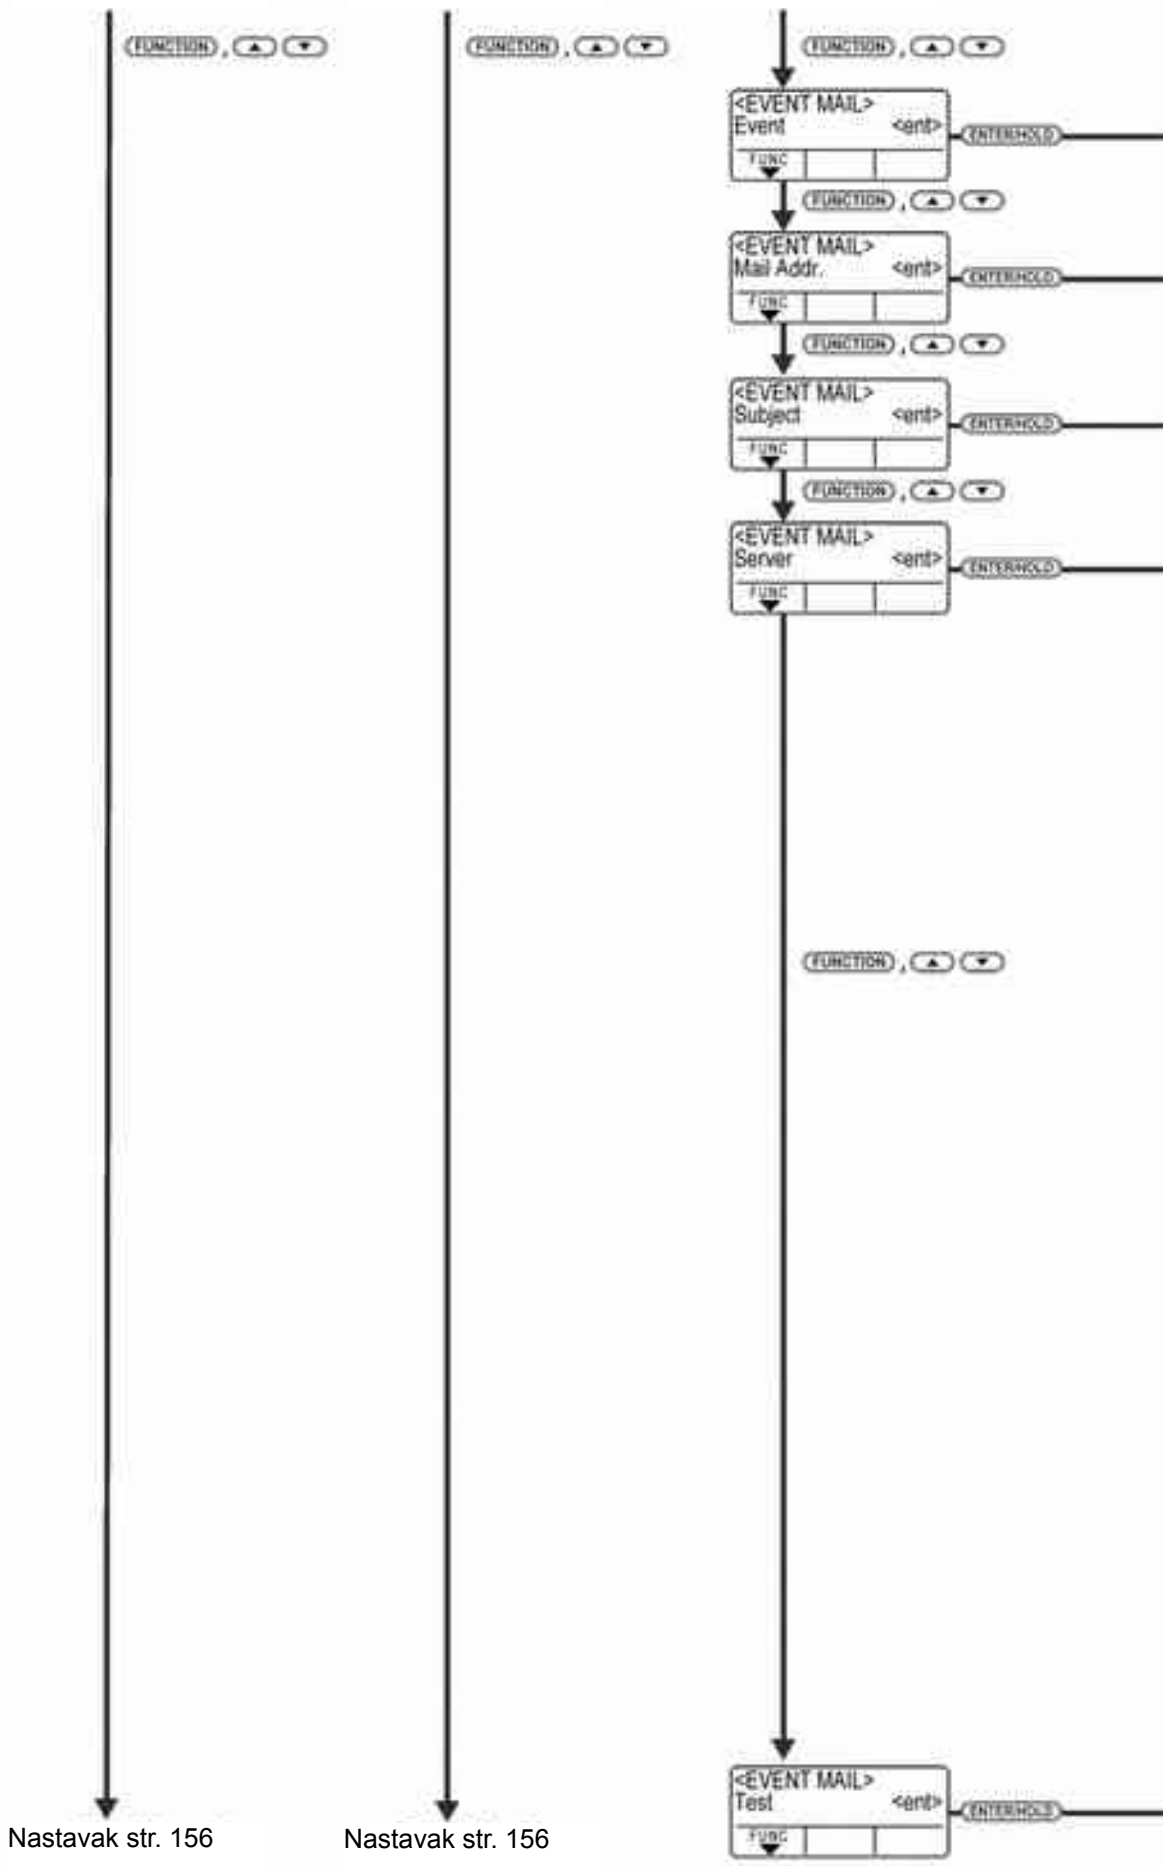 FUNCTION , ▲ ▼ FUNCTION , ▲ ▼ FUNCTION , ▲ ▼
<EVENT MAIL>
Event <ent>
ENTER/HOLD
FUNC
FUNCTION , ▲ ▼
<EVENT MAIL>
Mail Addr. <ent>
ENTER/HOLD
FUNC
FUNCTION , ▲ ▼
<EVENT MAIL>
Subject <ent>
ENTER/HOLD
FUNC
FUNCTION , ▲ ▼
<EVENT MAIL>
Server <ent>
ENTER/HOLD
FUNC
FUNCTION , ▲ ▼
<EVENT MAIL>
Test <ent>
ENTER/HOLD
FUNC
Nastavak str. 156 Nastavak str. 156